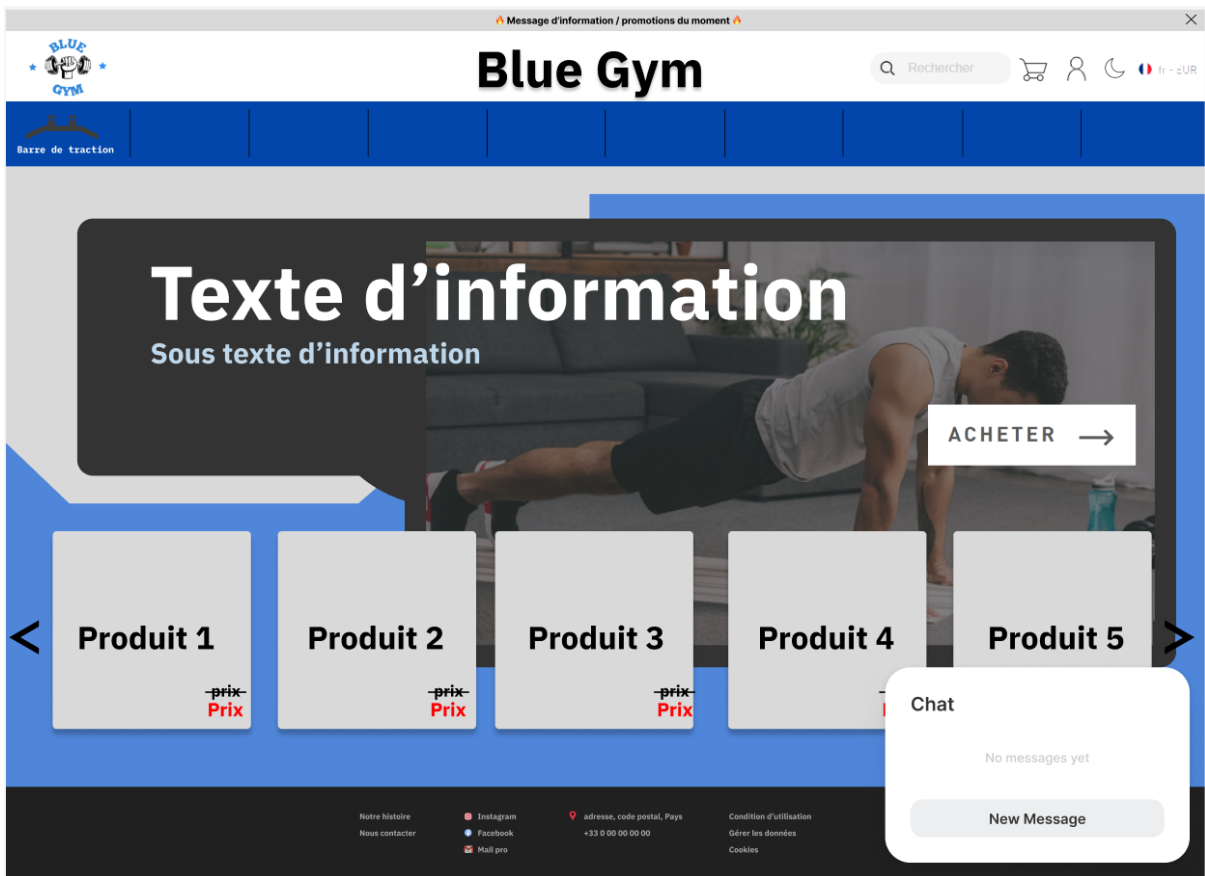 🔥 Message d'information / promotions du moment 🔥
BLUE
GYM
Blue Gym
Rechercher
fr - EUR
Barre de traction
Texte d'information
Sous texte d'information
ACHETER
Produit 1
Produit 2
Produit 3
Produit 4
Produit 5
prix
Prix
prix
Prix
prix
Prix
Chat
No messages yet
New Message
Notre histoire
Nous contacter
Instagram
Facebook
Mail pro
adresse, code postal, Pays
+33 0 00 00 00 00
Condition d'utilisation
Gérer les données
Cookies